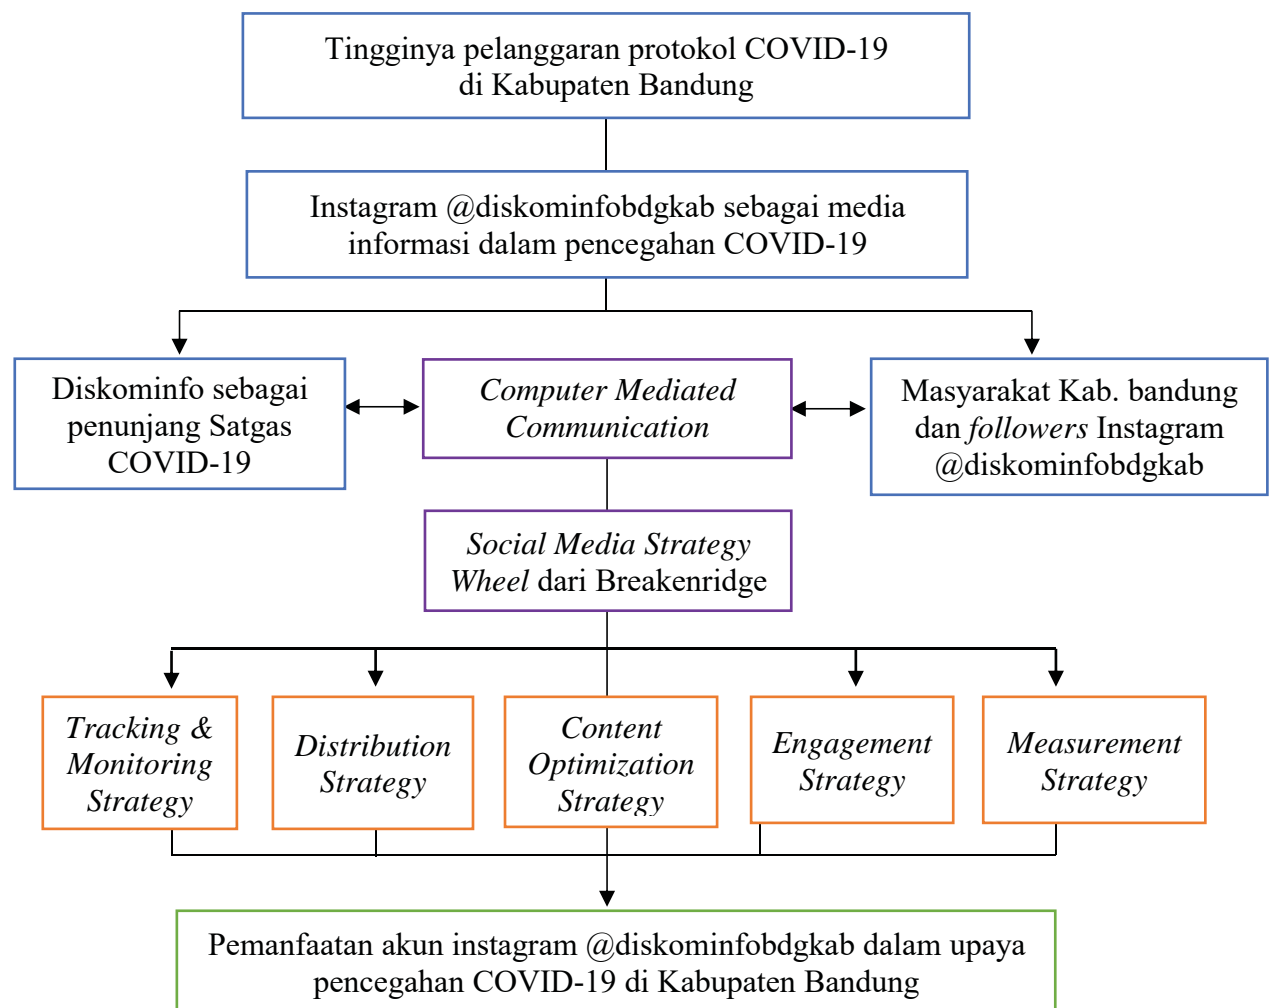 Tingginya pelanggaran protokol COVID-19
di Kabupaten Bandung
Instagram @diskominfobdgkab sebagai media
informasi dalam pencegahan COVID-19
Diskominfo sebagai
penunjang Satgas
COVID-19
Computer Mediated
Communication
Masyarakat Kab. bandung
dan followers Instagram
@diskominfobdgkab
Social Media Strategy
Wheel dari Breakenridge
Tracking &
Monitoring
Strategy
Distribution
Strategy
Content
Optimization
Strategy
Engagement
Strategy
Measurement
Strategy
Pemanfaatan akun instagram @diskominfobdgkab dalam upaya
pencegahan COVID-19 di Kabupaten Bandung